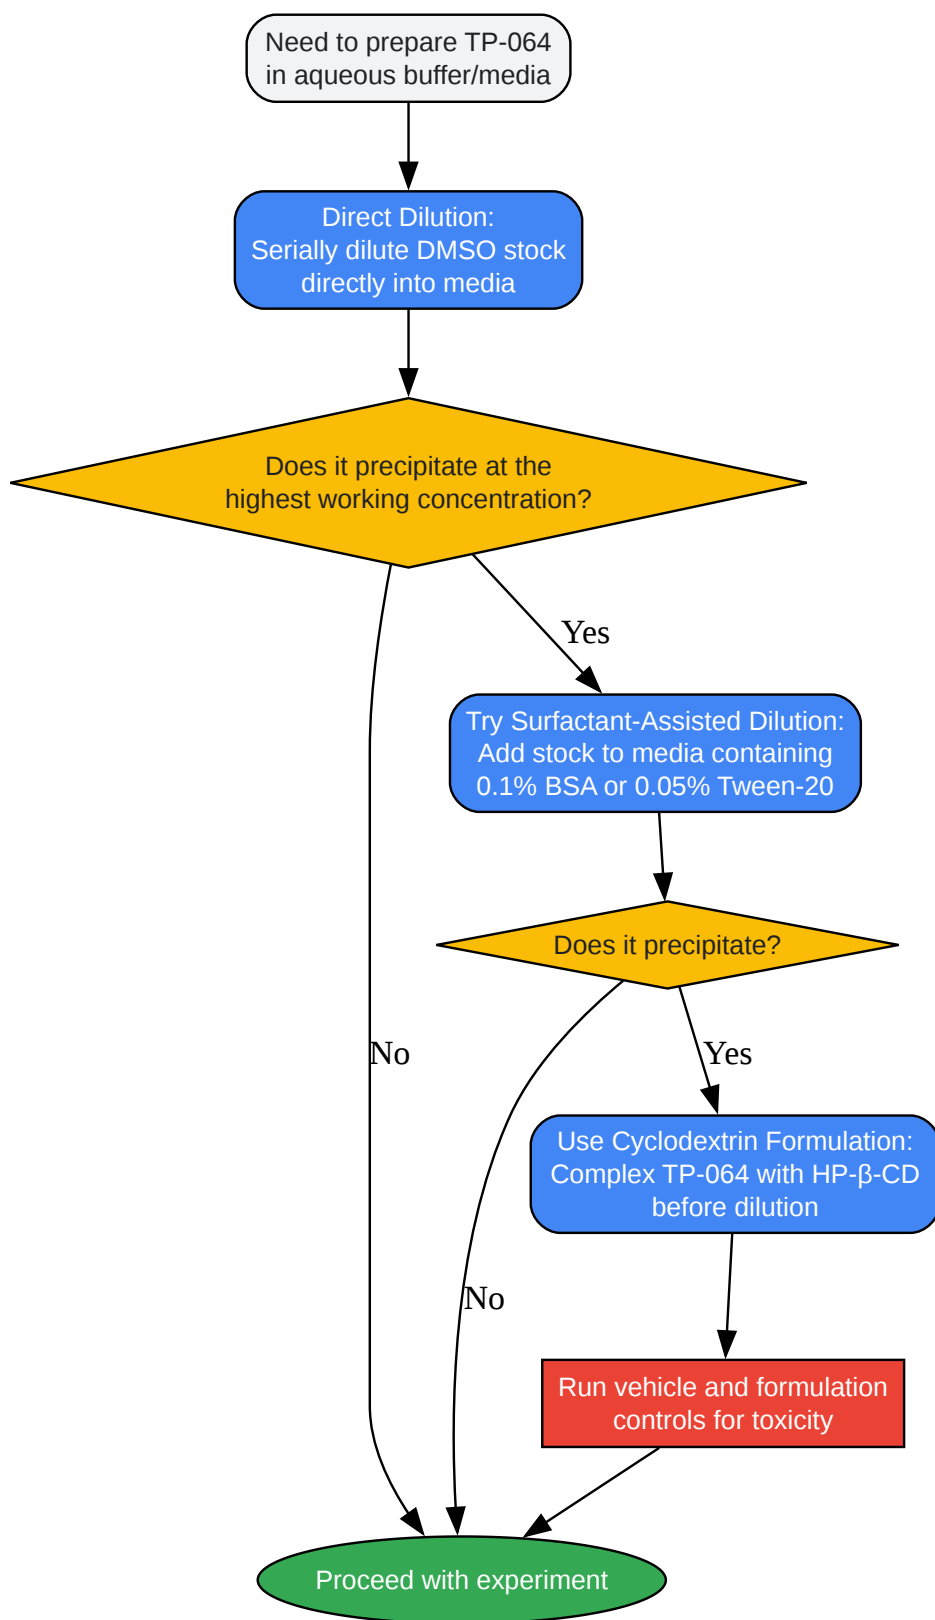 Need to prepare TP-064
in aqueous buffer/media
Direct Dilution:
Serially dilute DMSO stock
directly into media
Does it precipitate at the
highest working concentration?
Yes
Try Surfactant-Assisted Dilution:
Add stock to media containing
0.1% BSA or 0.05% Tween-20
Does it precipitate?
No
Yes
Use Cyclodextrin Formulation:
Complex TP-064 with HP-β-CD
before dilution
No
Run vehicle and formulation
controls for toxicity
Proceed with experiment